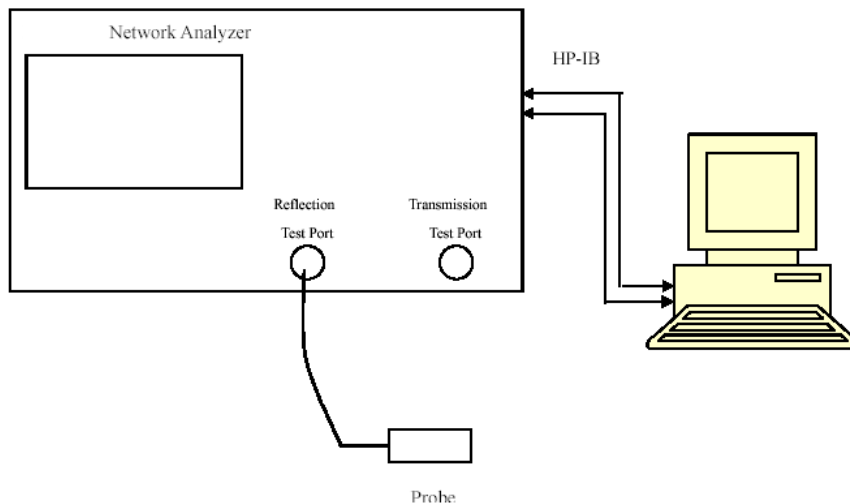 Network Analyzer
HP-IB
Reflection
Test Port
Transmission
Test Port
Probe